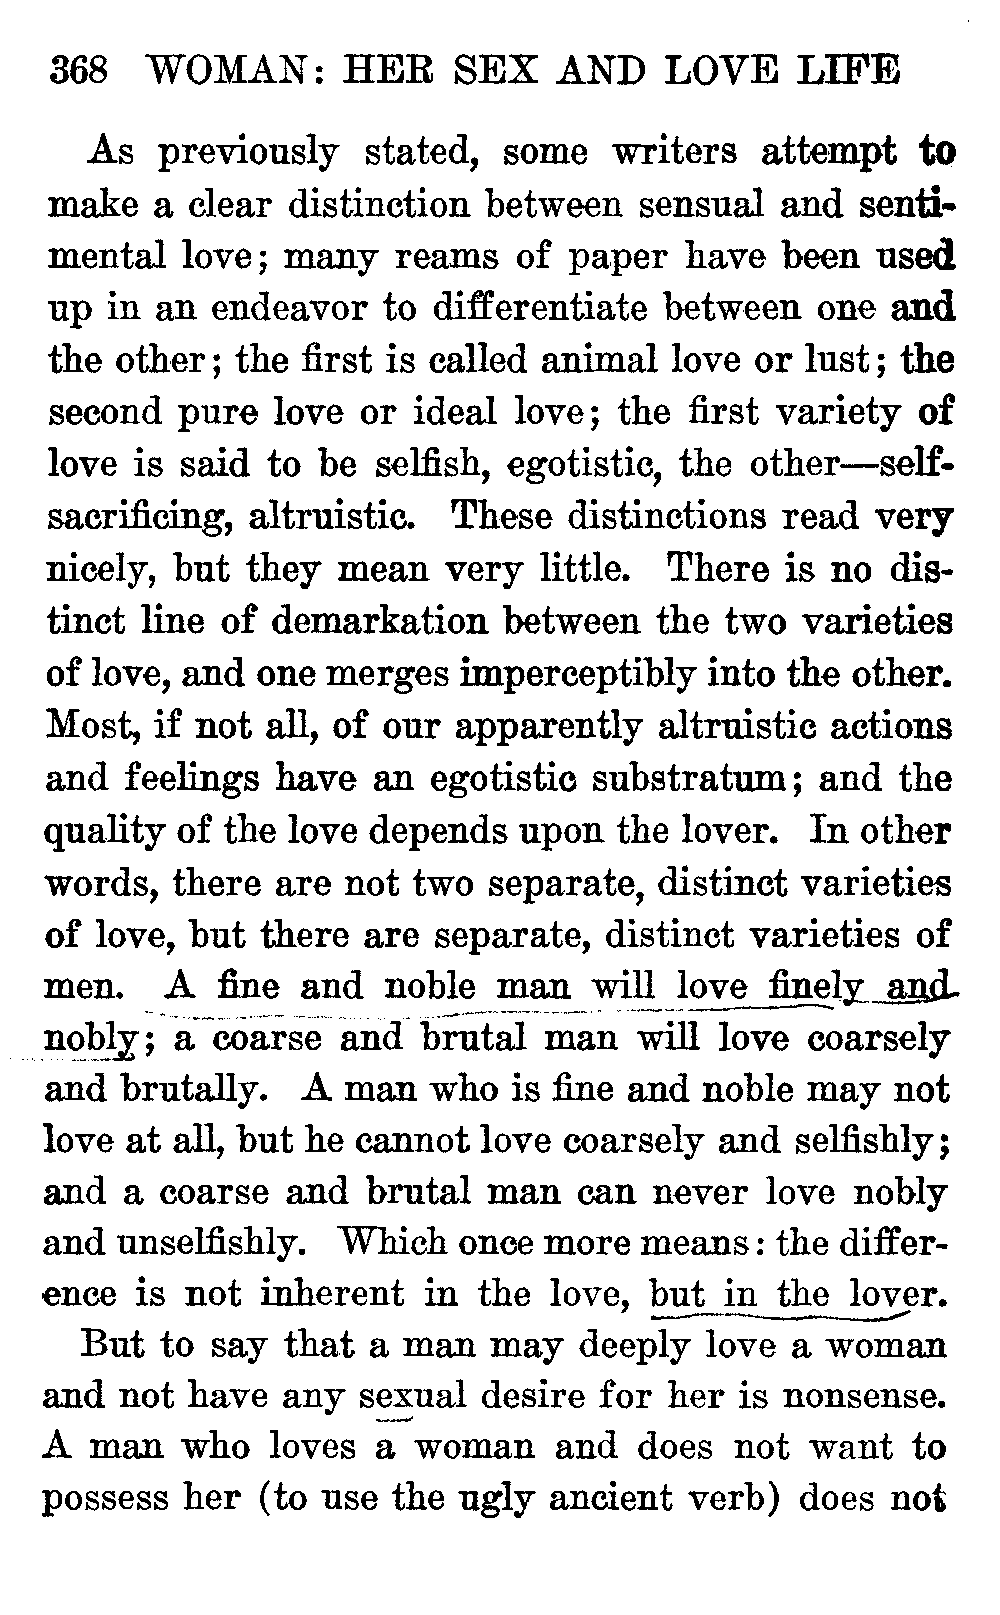 368 WOMAN: HER SEX AND LOVE LIFE
As previously stated, some writers attempt to
make a clear distinction between sensual and senti-
mental love; many reams of paper have been used
up in an endeavor to differentiate between one and
the other; the first is called animal love or lust; the
second pure love or ideal love; the first variety of
love is said to be selfish, egotistic, the other—self-
sacrificing, altruistic. These distinctions read very
nicely, but they mean very little. There is no dis-
tinct line of demarkation between the two varieties
of love, and one merges imperceptibly into the other.
Most, if not all, of our apparently altruistic actions
and feelings have an egotistic substratum; and the
quality of the love depends upon the lover. In other
words, there are not two separate, distinct varieties
of love, but there are separate, distinct varieties of
men. A fine and noble man will love finely and
nobly; a coarse and brutal man will love coarsely
and brutally. A man who is fine and noble may not
love at all, but he cannot love coarsely and selfishly;
and a coarse and brutal man can never love nobly
and unselfishly. Which once more means: the differ-
ence is not inherent in the love, but in the lover.
But to say that a man may deeply love a woman
and not have any sexual desire for her is nonsense.
A man who loves a woman and does not want to
possess her (to use the ugly ancient verb) does not